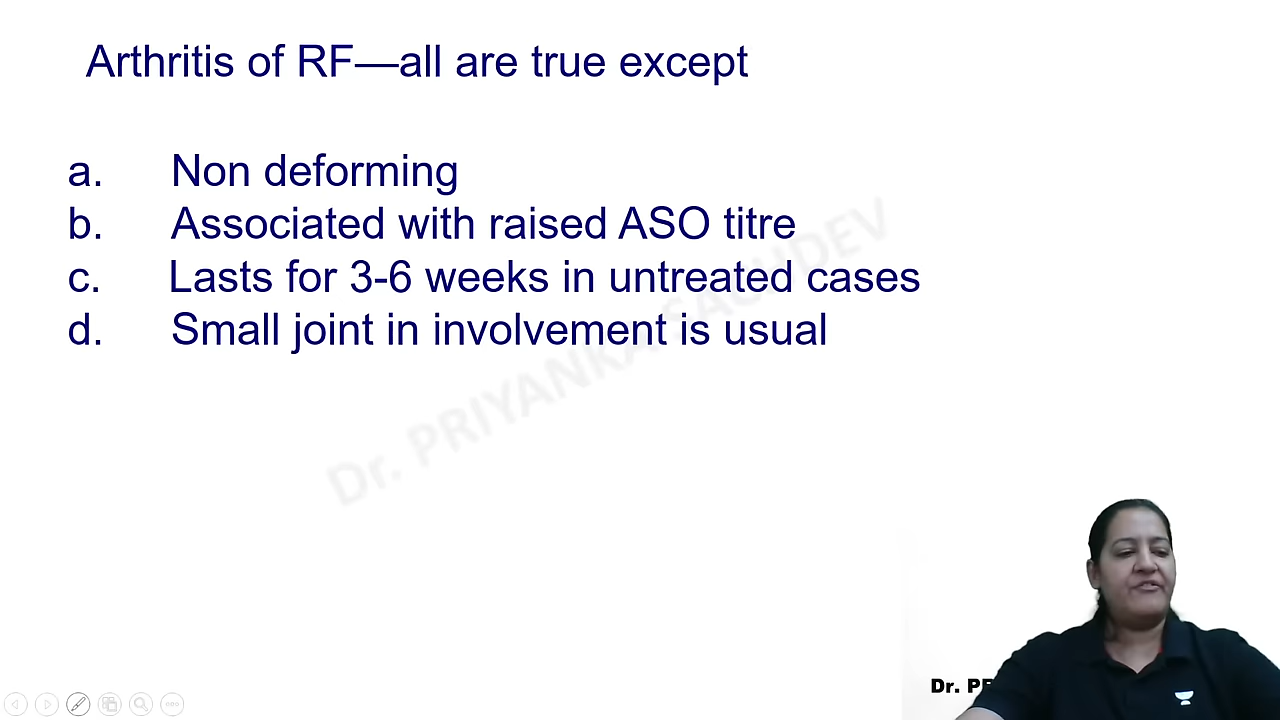 Arthritis of RF—all are true except
a. Non deforming
b. Associated with raised ASO titre
c. Lasts for 3-6 weeks in untreated cases
d. Small joint in involvement is usual
Dr. PRIYANKA SACHDEV
Dr.